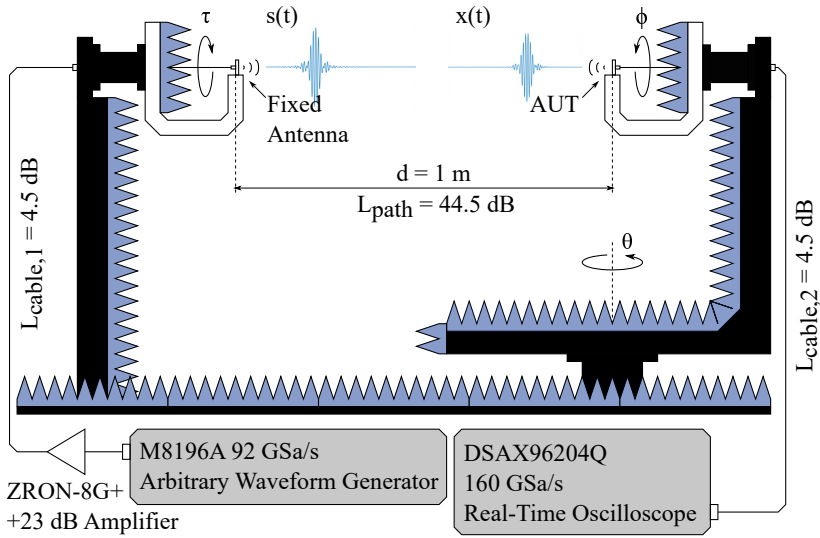 τ
s(t)
x(t)
ϕ
Fixed
Antenna
AUT
d = 1 m
Lpath = 44.5 dB
θ
Lcable,1 = 4.5 dB
Lcable,2 = 4.5 dB
M8196A 92 GSa/s
Arbitrary Waveform Generator
DSAX96204Q
160 GSa/s
Real-Time Oscilloscope
ZRON-8G+
+23 dB Amplifier